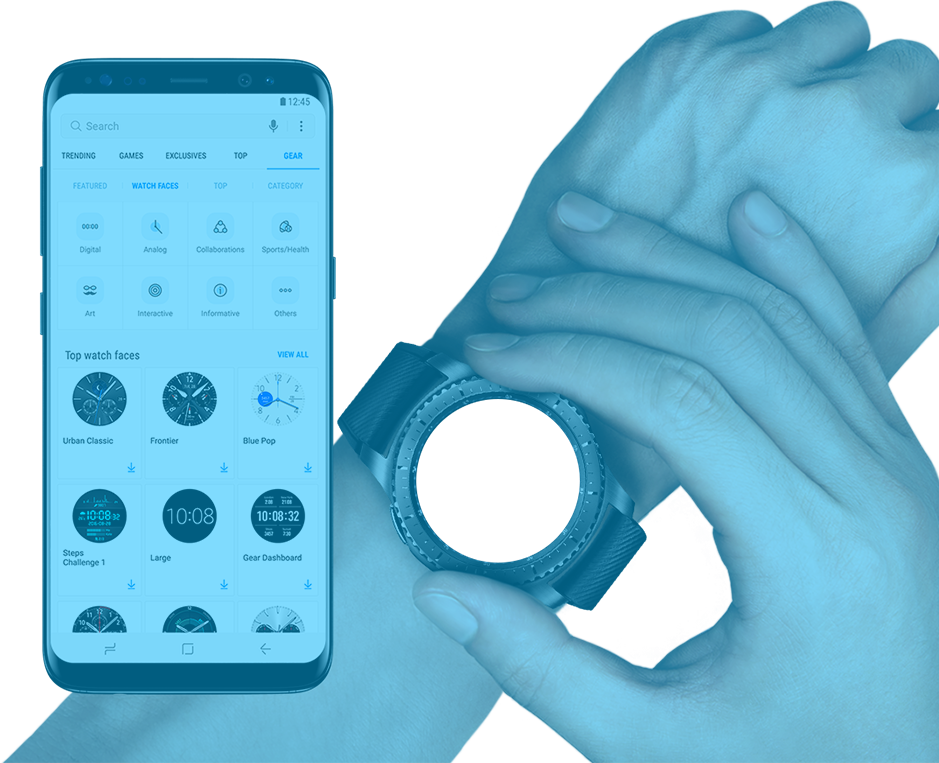 12:45
Search
TRENDING GAMES EXCLUSIVES TOP GEAR
FEATURED WATCH FACES TOP CATEGORY
00:00
Digital Analog Collaborations Sports/Health
Art Interactive Informative Others
Top watch faces VIEW ALL
Urban Classic Frontier Blue Pop
10:08 32
10:08
10:08:32
Steps
Challenge 1
Large Gear Dashboard